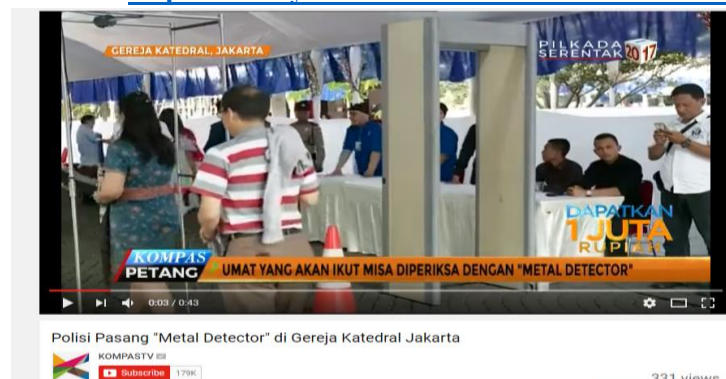 GEREJA KATEDRAL, JAKARTA
PILKADA
SERENTAK 2017
DAPATKAN
1 JUTA
RUPIAH
KOMPAS
PETANG
UMAT YANG AKAN IKUT MISA DIPERIKSA DENGAN "METAL DETECTOR"
0:03 / 0:43
Polisi Pasang "Metal Detector" di Gereja Katedral Jakarta
KOMPASTV
Subscribe 179K
331 views